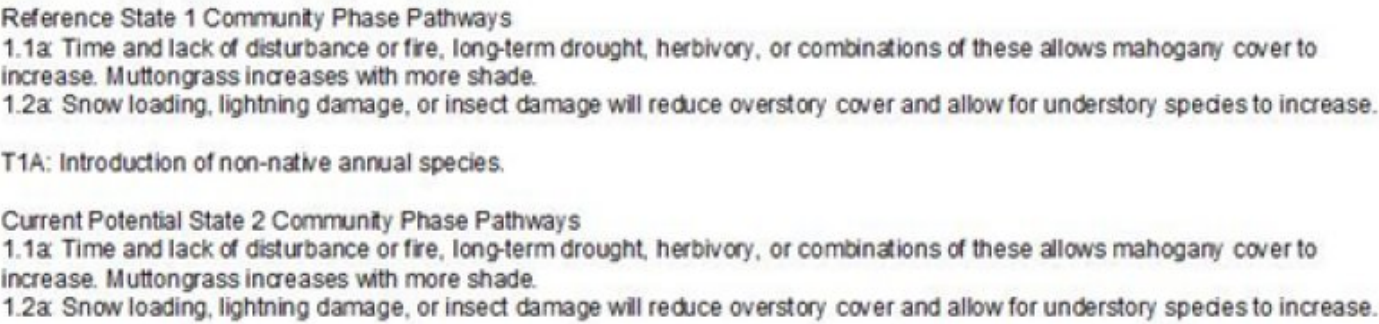 Reference State 1 Community Phase Pathways
1.1a: Time and lack of disturbance or fire, long-term drought, herbivory, or combinations of these allows mahogany cover to
increase. Muttongrass increases with more shade.
1.2a: Snow loading, lightning damage, or insect damage will reduce overstory cover and allow for understory species to increase.
T1A: Introduction of non-native annual species.
Current Potential State 2 Community Phase Pathways
1.1a: Time and lack of disturbance or fire, long-term drought, herbivory, or combinations of these allows mahogany cover to
increase. Muttongrass increases with more shade.
1.2a: Snow loading, lightning damage, or insect damage will reduce overstory cover and allow for understory species to increase.